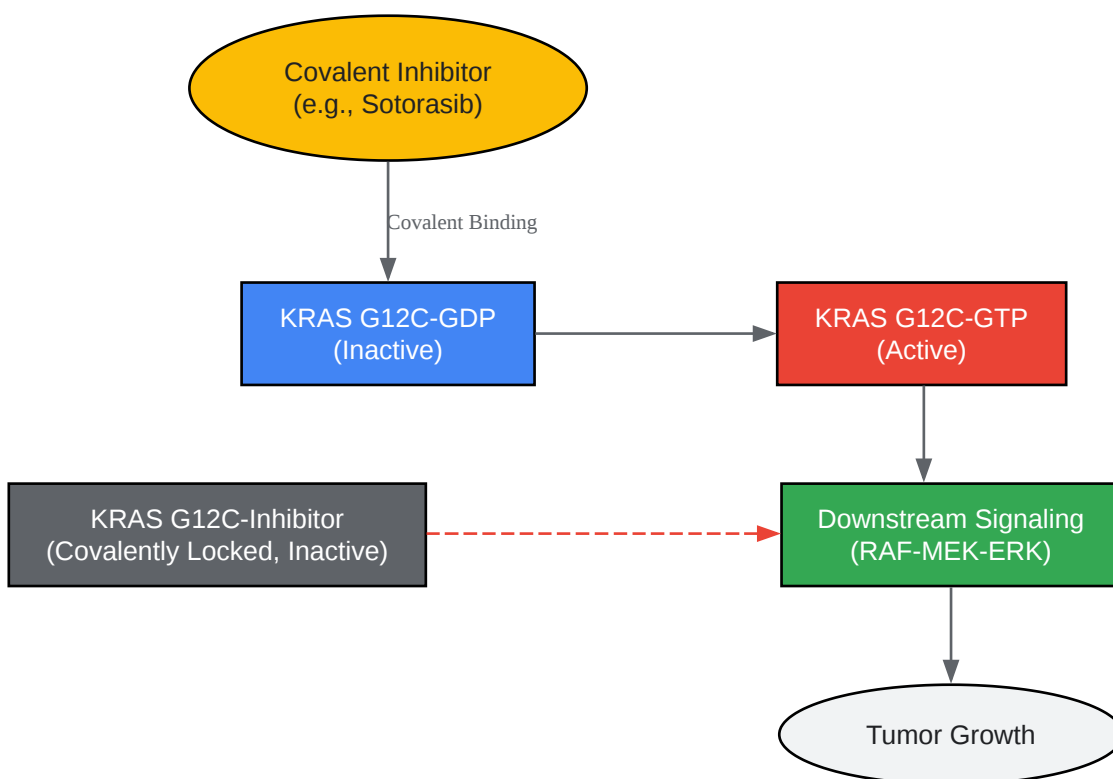 Covalent Inhibitor
(e.g., Sotorasib)
Covalent Binding
KRAS G12C-GDP
(Inactive)
KRAS G12C-GTP
(Active)
KRAS G12C-Inhibitor
(Covalently Locked, Inactive)
Downstream Signaling
(RAF-MEK-ERK)
Tumor Growth